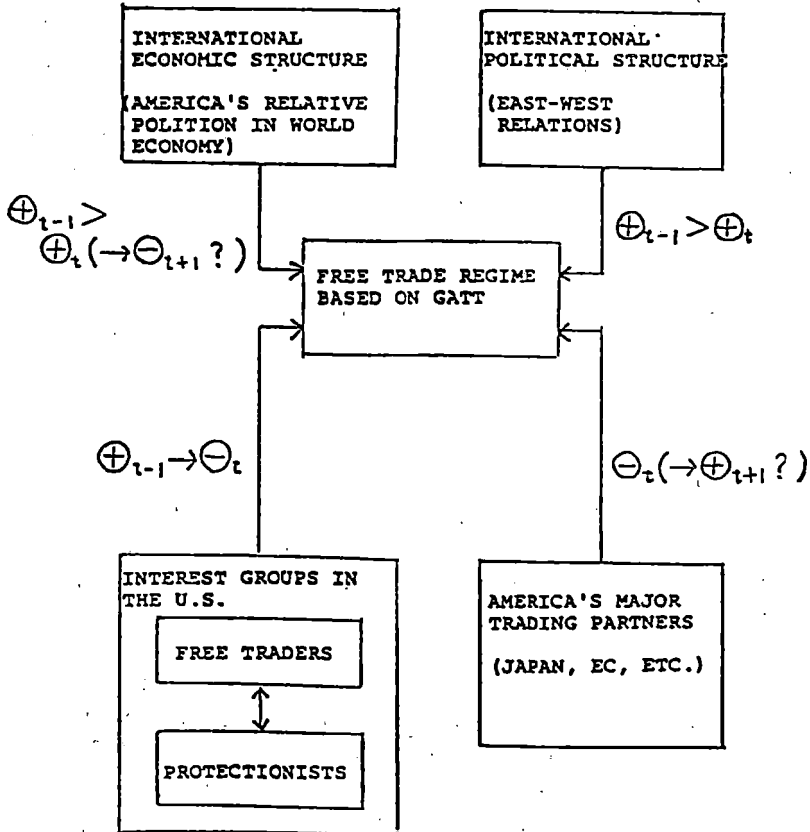 INTERNATIONAL
ECONOMIC STRUCTURE
(AMERICA'S RELATIVE
POLITION IN WORLD
ECONOMY)
INTERNATIONAL
POLITICAL STRUCTURE
(EAST-WEST
RELATIONS)
⊕t-1 >
⊕t(→⊖t+1 ?)
⊕t-1 > ⊕t
FREE TRADE REGIME
BASED ON GATT
⊕t-1 → ⊖t
⊖t(→⊕t+1 ?)
INTEREST GROUPS IN
THE U.S.
FREE TRADERS
PROTECTIONISTS
AMERICA'S MAJOR
TRADING PARTNERS
(JAPAN, EC, ETC.)